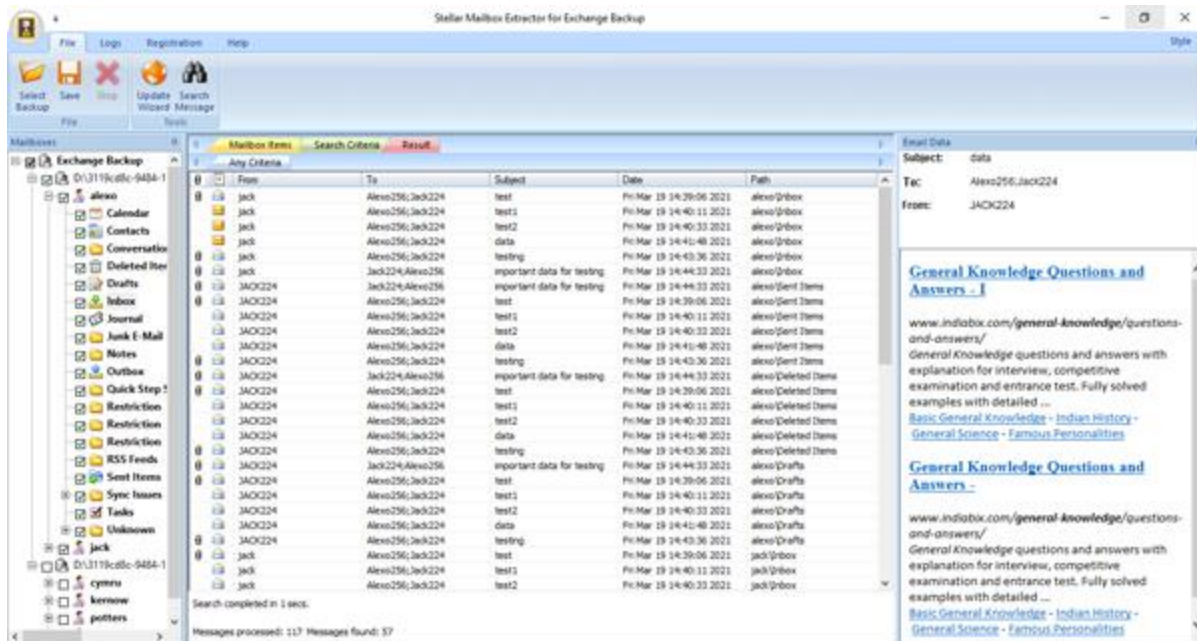 Stellar Mailbox Extractor for Exchange Backup
File Logs Registration Help Style
Select Backup
Save
Stop
Update Wizard
Search Message
File
Tools
Mailboxes
Exchange Backup
D:\3119cd8c-9484-1
alexo
Calendar
Contacts
Conversation
Deleted Iter
Drafts
Inbox
Journal
Junk E-Mail
Notes
Outbox
Quick Step S
Restriction
Restriction
Restriction
RSS Feeds
Sent Items
Sync Issues
Tasks
Unknown
jack
D:\3119cd8c-9484-1
cymru
kernow
potters
Mailbox Items Search Criteria Result
Any Criteria
From To Subject Date Path
jack Alexo256;Jack224 test Fri Mar 19 14:39:06 2021 alexo\Inbox
jack Alexo256;Jack224 test1 Fri Mar 19 14:40:11 2021 alexo\Inbox
jack Alexo256;Jack224 test2 Fri Mar 19 14:40:33 2021 alexo\Inbox
jack Alexo256;Jack224 data Fri Mar 19 14:41:48 2021 alexo\Inbox
jack Alexo256;Jack224 testing Fri Mar 19 14:43:36 2021 alexo\Inbox
jack Jack224;Alexo256 important data for testing Fri Mar 19 14:44:33 2021 alexo\Inbox
JACK224 Jack224;Alexo256 important data for testing Fri Mar 19 14:44:33 2021 alexo\Sent Items
JACK224 Alexo256;Jack224 test Fri Mar 19 14:39:06 2021 alexo\Sent Items
JACK224 Alexo256;Jack224 test1 Fri Mar 19 14:40:11 2021 alexo\Sent Items
JACK224 Alexo256;Jack224 test2 Fri Mar 19 14:40:33 2021 alexo\Sent Items
JACK224 Alexo256;Jack224 data Fri Mar 19 14:41:48 2021 alexo\Sent Items
JACK224 Alexo256;Jack224 testing Fri Mar 19 14:43:36 2021 alexo\Sent Items
JACK224 Jack224;Alexo256 important data for testing Fri Mar 19 14:44:33 2021 alexo\Deleted Items
JACK224 Alexo256;Jack224 test Fri Mar 19 14:39:06 2021 alexo\Deleted Items
JACK224 Alexo256;Jack224 test1 Fri Mar 19 14:40:11 2021 alexo\Deleted Items
JACK224 Alexo256;Jack224 test2 Fri Mar 19 14:40:33 2021 alexo\Deleted Items
JACK224 Alexo256;Jack224 data Fri Mar 19 14:41:48 2021 alexo\Deleted Items
JACK224 Alexo256;Jack224 testing Fri Mar 19 14:43:36 2021 alexo\Deleted Items
JACK224 Jack224;Alexo256 important data for testing Fri Mar 19 14:44:33 2021 alexo\Drafts
JACK224 Alexo256;Jack224 test Fri Mar 19 14:39:06 2021 alexo\Drafts
JACK224 Alexo256;Jack224 test1 Fri Mar 19 14:40:11 2021 alexo\Drafts
JACK224 Alexo256;Jack224 test2 Fri Mar 19 14:40:33 2021 alexo\Drafts
JACK224 Alexo256;Jack224 data Fri Mar 19 14:41:48 2021 alexo\Drafts
JACK224 Alexo256;Jack224 testing Fri Mar 19 14:43:36 2021 alexo\Drafts
jack Alexo256;Jack224 test Fri Mar 19 14:39:06 2021 jack\Inbox
jack Alexo256;Jack224 test1 Fri Mar 19 14:40:11 2021 jack\Inbox
jack Alexo256;Jack224 test2 Fri Mar 19 14:40:33 2021 jack\Inbox
Search completed in 1 secs.
Messages processed: 117 Messages found: 57
Email Data
Subject: data
To: Alexo256;Jack224
From: JACK224
General Knowledge Questions and
Answers - I
www.indiabix.com/general-knowledge/questions-
and-answers/
General Knowledge questions and answers with
explanation for interview, competitive
examination and entrance test. Fully solved
examples with detailed ...
Basic General Knowledge - Indian History -
General Science - Famous Personalities
General Knowledge Questions and
Answers -
www.indiabix.com/general-knowledge/questions-
and-answers/
General Knowledge questions and answers with
explanation for interview, competitive
examination and entrance test. Fully solved
examples with detailed ...
Basic General Knowledge - Indian History -
General Science - Famous Personalities